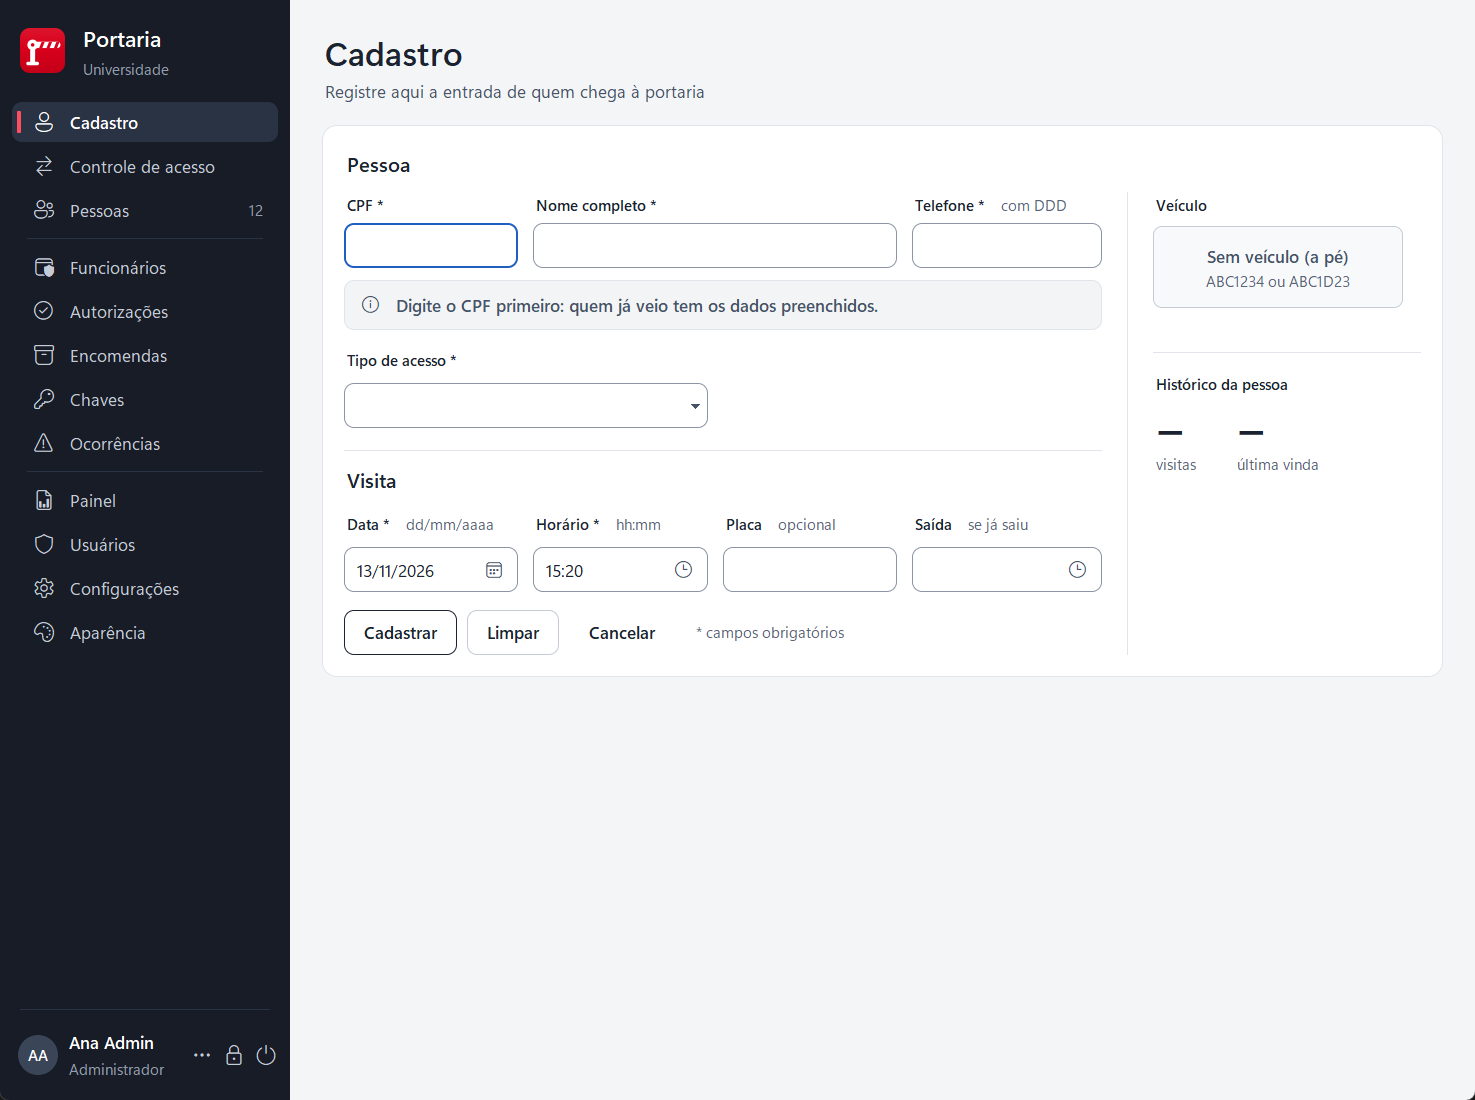 Portaria
Universidade
Cadastro
Controle de acesso
Pessoas 12
Funcionários
Autorizações
Encomendas
Chaves
Ocorrências
Painel
Usuários
Configurações
Aparência
AA
Ana Admin
Administrador
Cadastro
Registre aqui a entrada de quem chega à portaria
Pessoa
CPF * Nome completo * Telefone * com DDD
Digite o CPF primeiro: quem já veio tem os dados preenchidos.
Tipo de acesso *
Visita
Data * dd/mm/aaaa Horário * hh:mm Placa opcional Saída se já saiu
13/11/2026 15:20
Cadastrar Limpar Cancelar * campos obrigatórios
Veículo
Sem veículo (a pé)
ABC1234 ou ABC1D23
Histórico da pessoa
— —
visitas última vinda